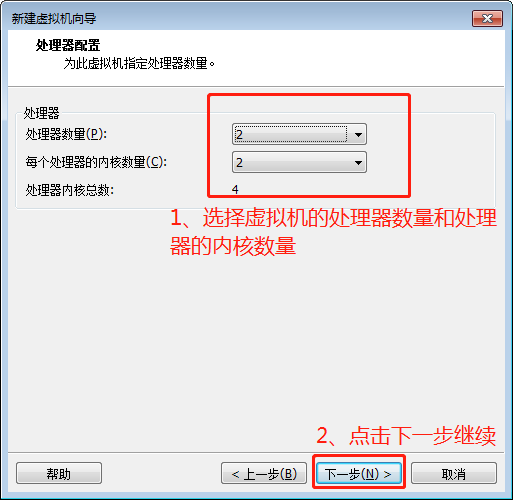 新建虚拟机向导
处理器配置
为此虚拟机指定处理器数量。
处理器
处理器数量(P):
2
每个处理器的内核数量(C):
2
处理器内核总数:
4
1、选择虚拟机的处理器数量和处理
器的内核数量
2、点击下一步继续
帮助
< 上一步(B)
下一步(N) >
取消